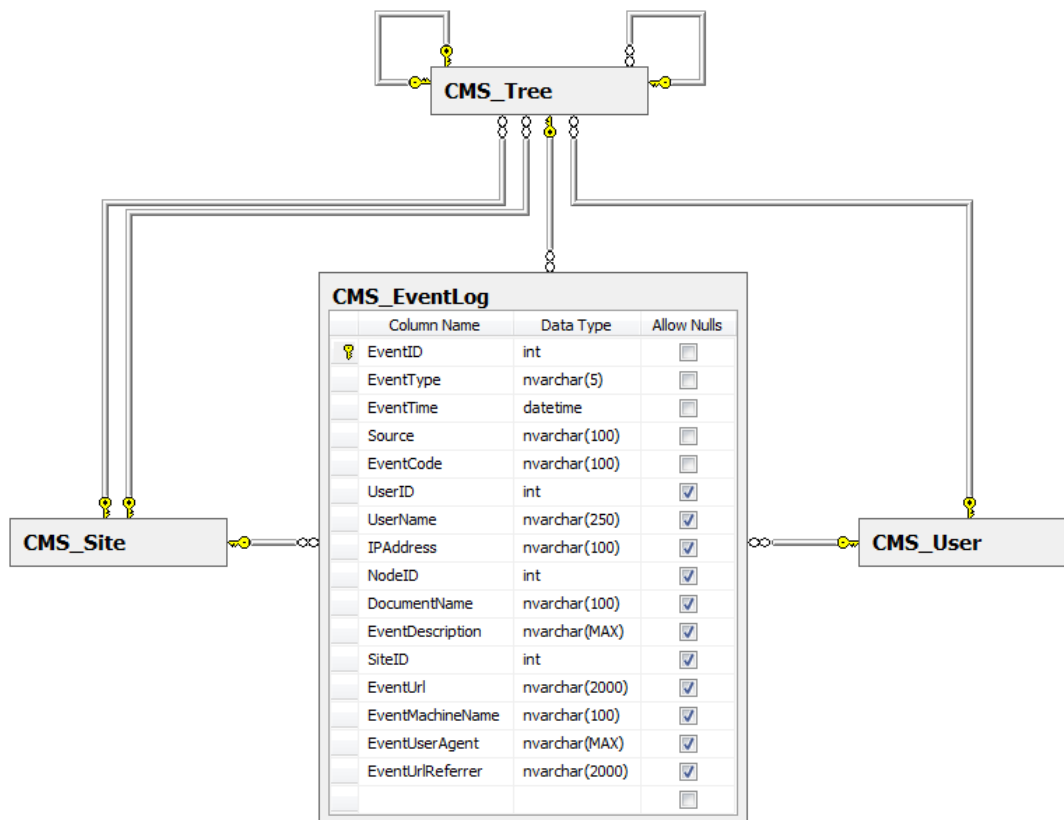 CMS_Tree
CMS_EventLog
Column Name Data Type Allow Nulls
EventID int
EventType nvarchar(5)
EventTime datetime
Source nvarchar(100)
EventCode nvarchar(100)
UserID int
UserName nvarchar(250)
IPAddress nvarchar(100)
NodeID int
DocumentName nvarchar(100)
EventDescription nvarchar(MAX)
SiteID int
EventUrl nvarchar(2000)
EventMachineName nvarchar(100)
EventUserAgent nvarchar(MAX)
EventUrlReferrer nvarchar(2000)
CMS_Site
CMS_User